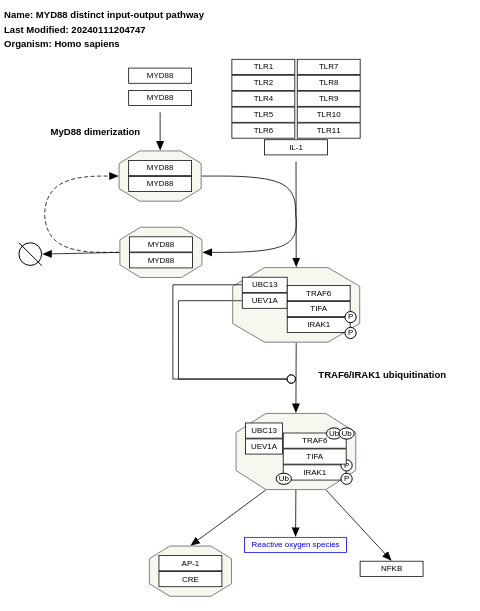 Name: MYD88 distinct input-output pathway
Last Modified: 20240111204747
Organism: Homo sapiens
MYD88
MYD88
TLR1
TLR7
TLR2
TLR8
TLR4
TLR9
TLR5
TLR10
TLR6
TLR11
IL-1
MyD88 dimerization
MYD88
MYD88
MYD88
MYD88
UBC13
UEV1A
TRAF6
TIFA
IRAK1
P
P
TRAF6/IRAK1 ubiquitination
UBC13
UEV1A
TRAF6
Ub
Ub
TIFA
IRAK1
P
P
Ub
Reactive oxygen species
AP-1
CRE
NFKB